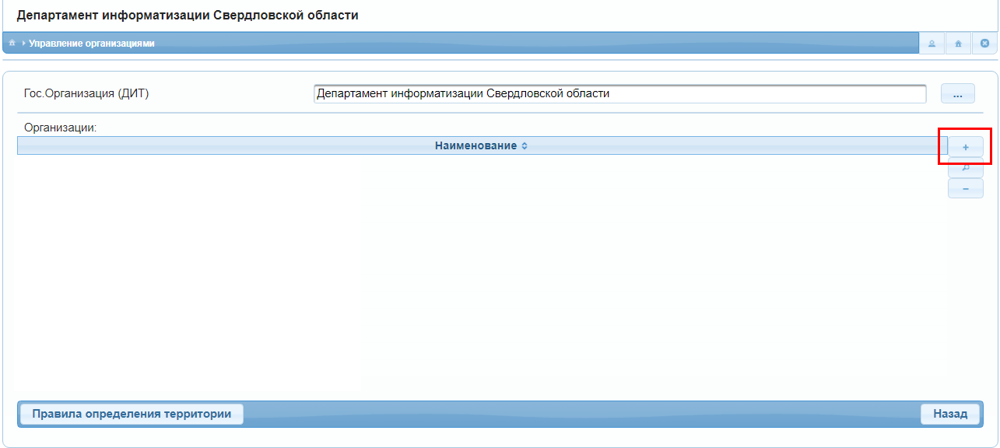 Департамент информатизации Свердловской области
Управление организациями
Гос.Организация (ДИТ)
Департамент информатизации Свердловской области
...
Организации:
Наименование
+
−
Правила определения территории
Назад